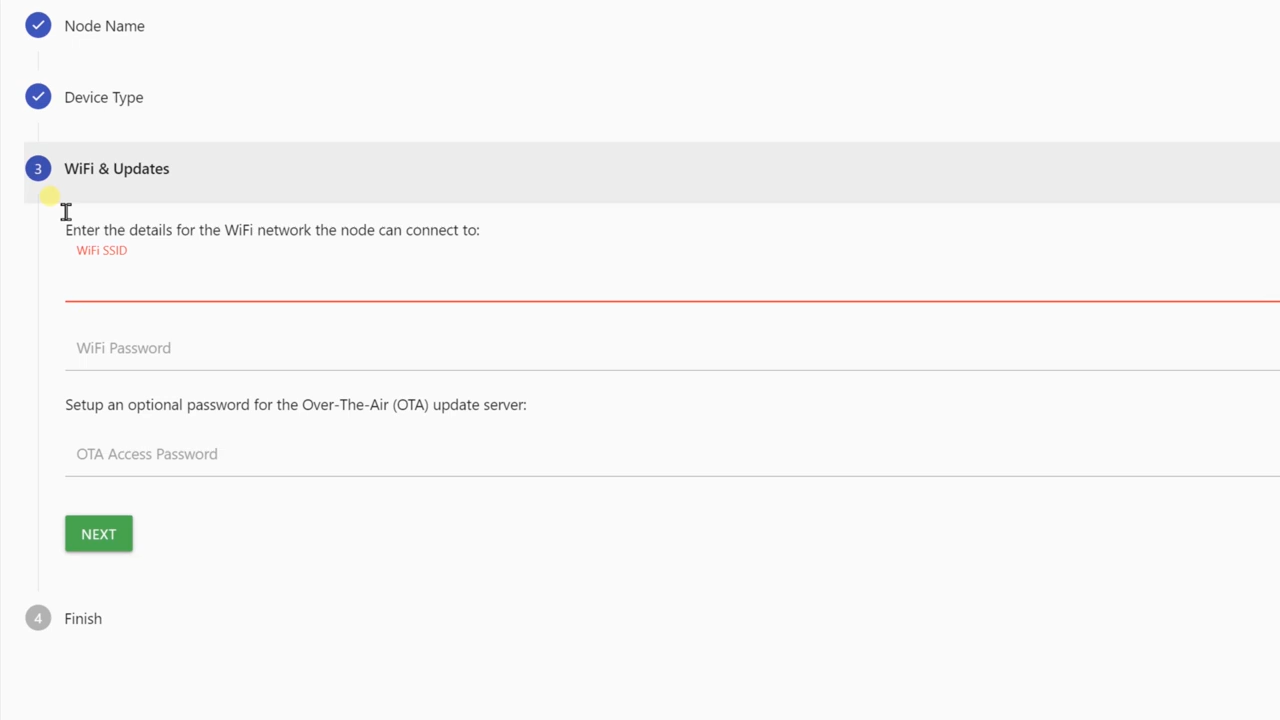 Node Name
Device Type
3
WiFi & Updates
Enter the details for the WiFi network the node can connect to:
WiFi SSID
WiFi Password
Setup an optional password for the Over-The-Air (OTA) update server:
OTA Access Password
NEXT
4
Finish